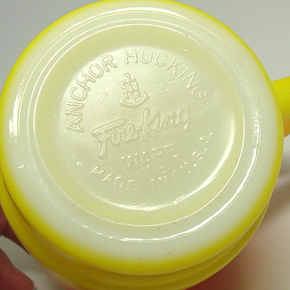 ANCHOR HOCKING
Fire-King
WARE
MADE IN U.S.A.